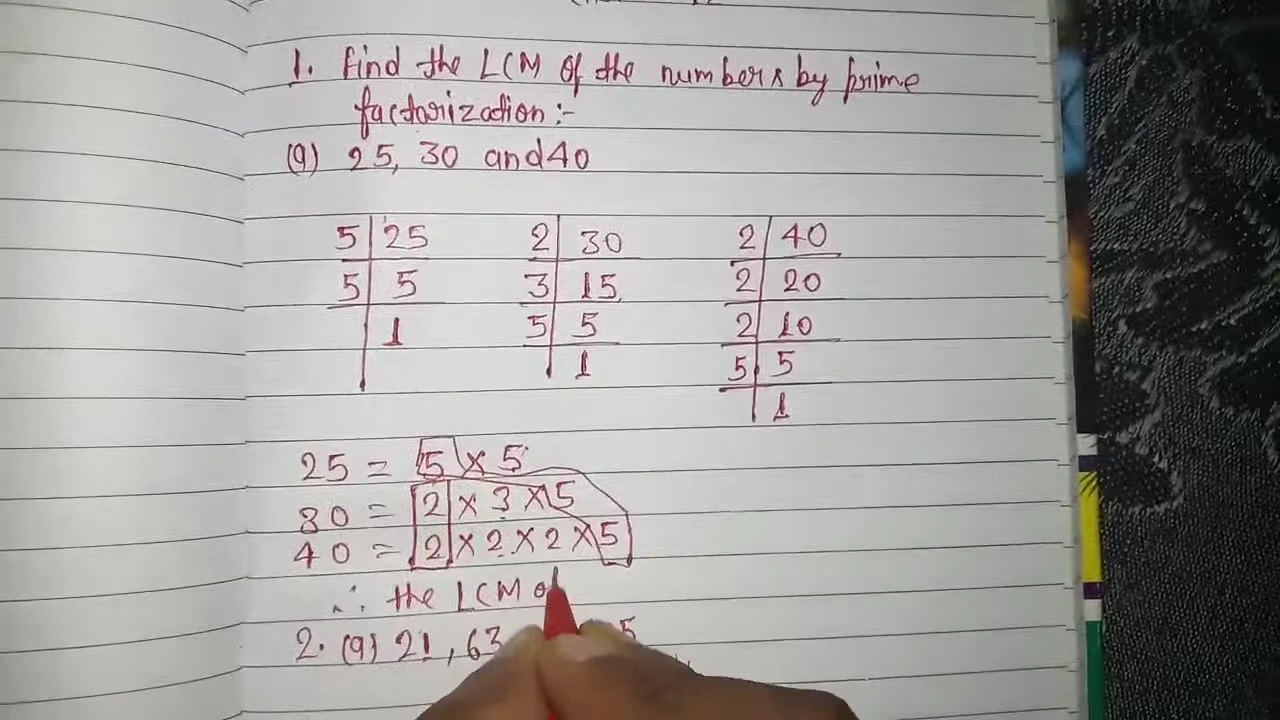 1. Find the LCM of the numbers by prime
factorization :-
(9) 25, 30 and 40
5 25 2 30 2 40
5 5 3 15 2 20
1 5 5 2 10
1 5 5
1
25 = 5 × 5
30 = 2 × 3 × 5
40 = 2 × 2 × 2 × 5
∴ the LCM o
2. (9) 21, 63